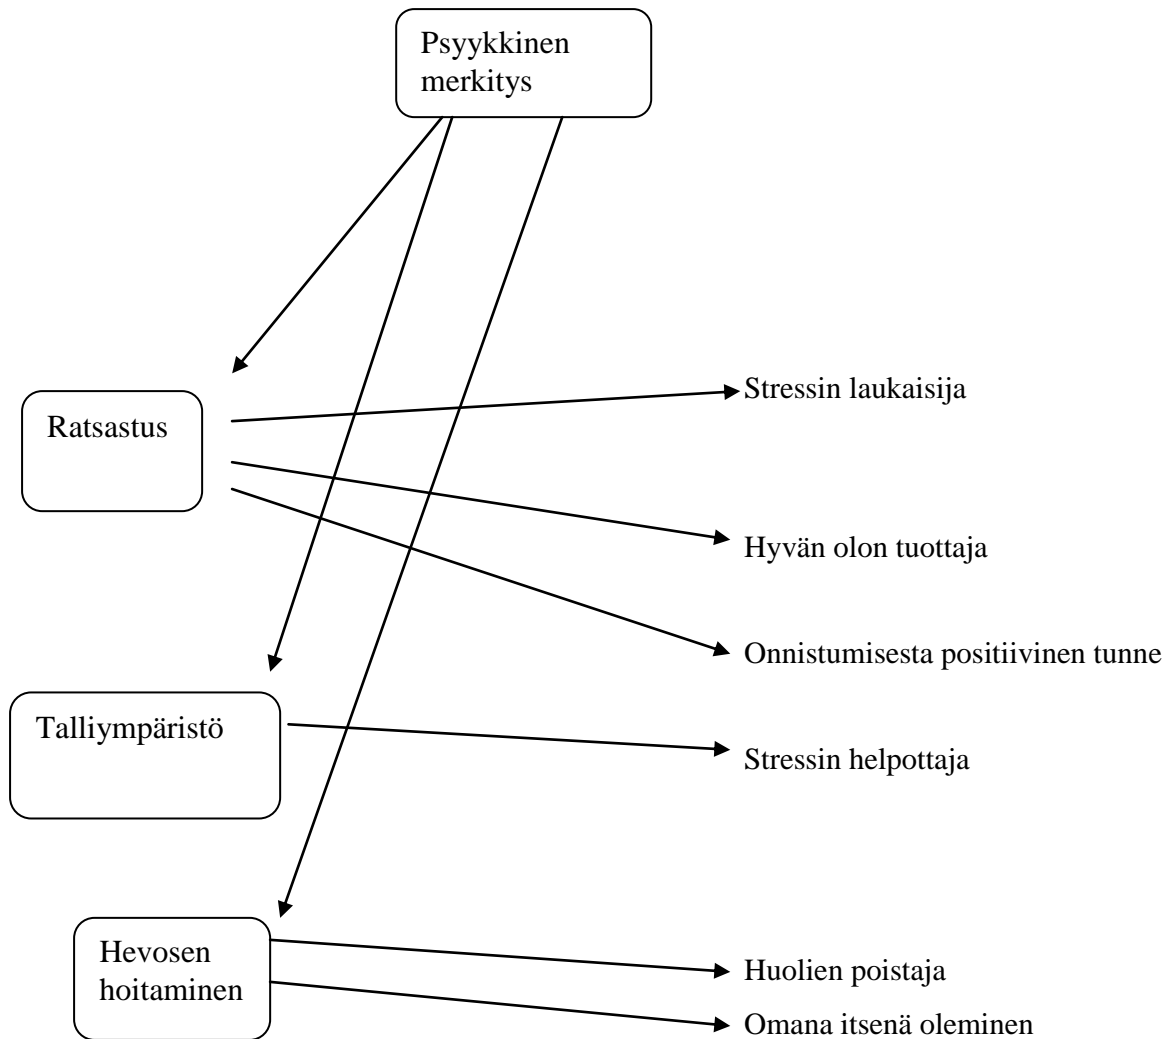 Psyykkinen
merkitys
Ratsastus
Stressin laukaisija
Hyvän olon tuottaja
Onnistumisesta positiivinen tunne
Talliympäristö
Stressin helpottaja
Hevosen
hoitaminen
Huolien poistaja
Omana itsenä oleminen